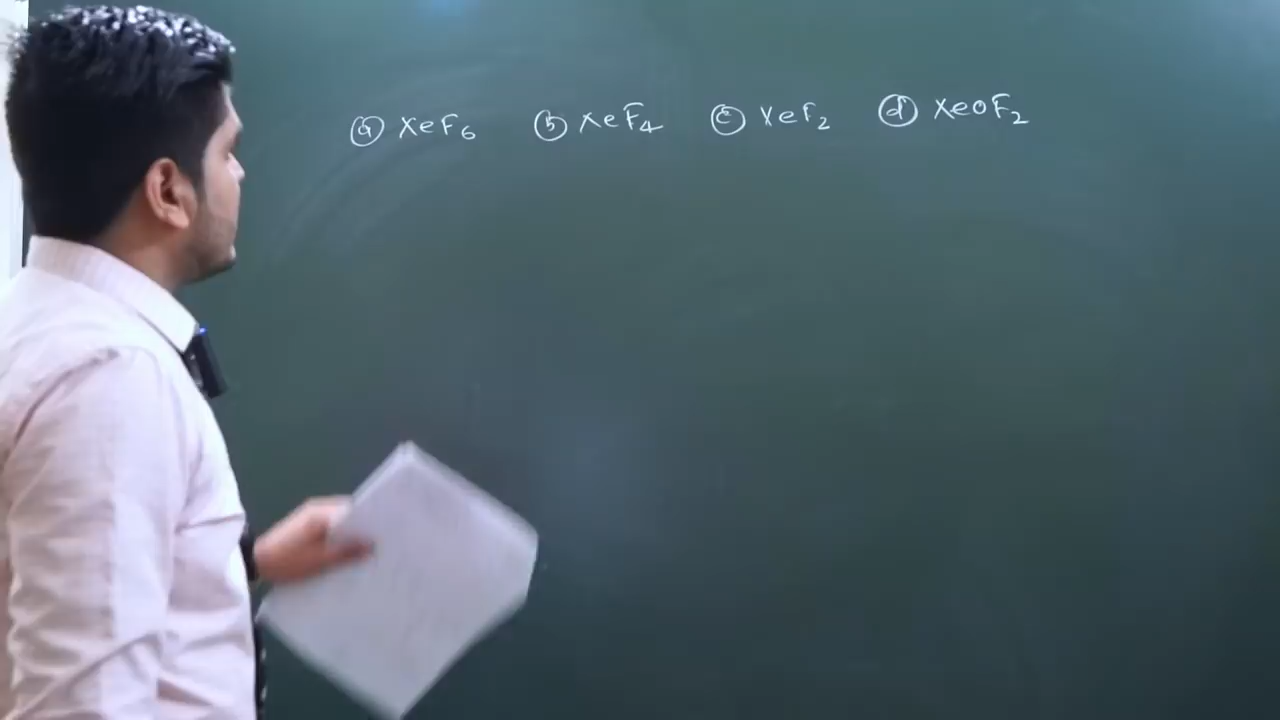 ⓐ XeF₆ ⓑ XeF₄ ⓒ XeF₂ ⓓ XeOF₂